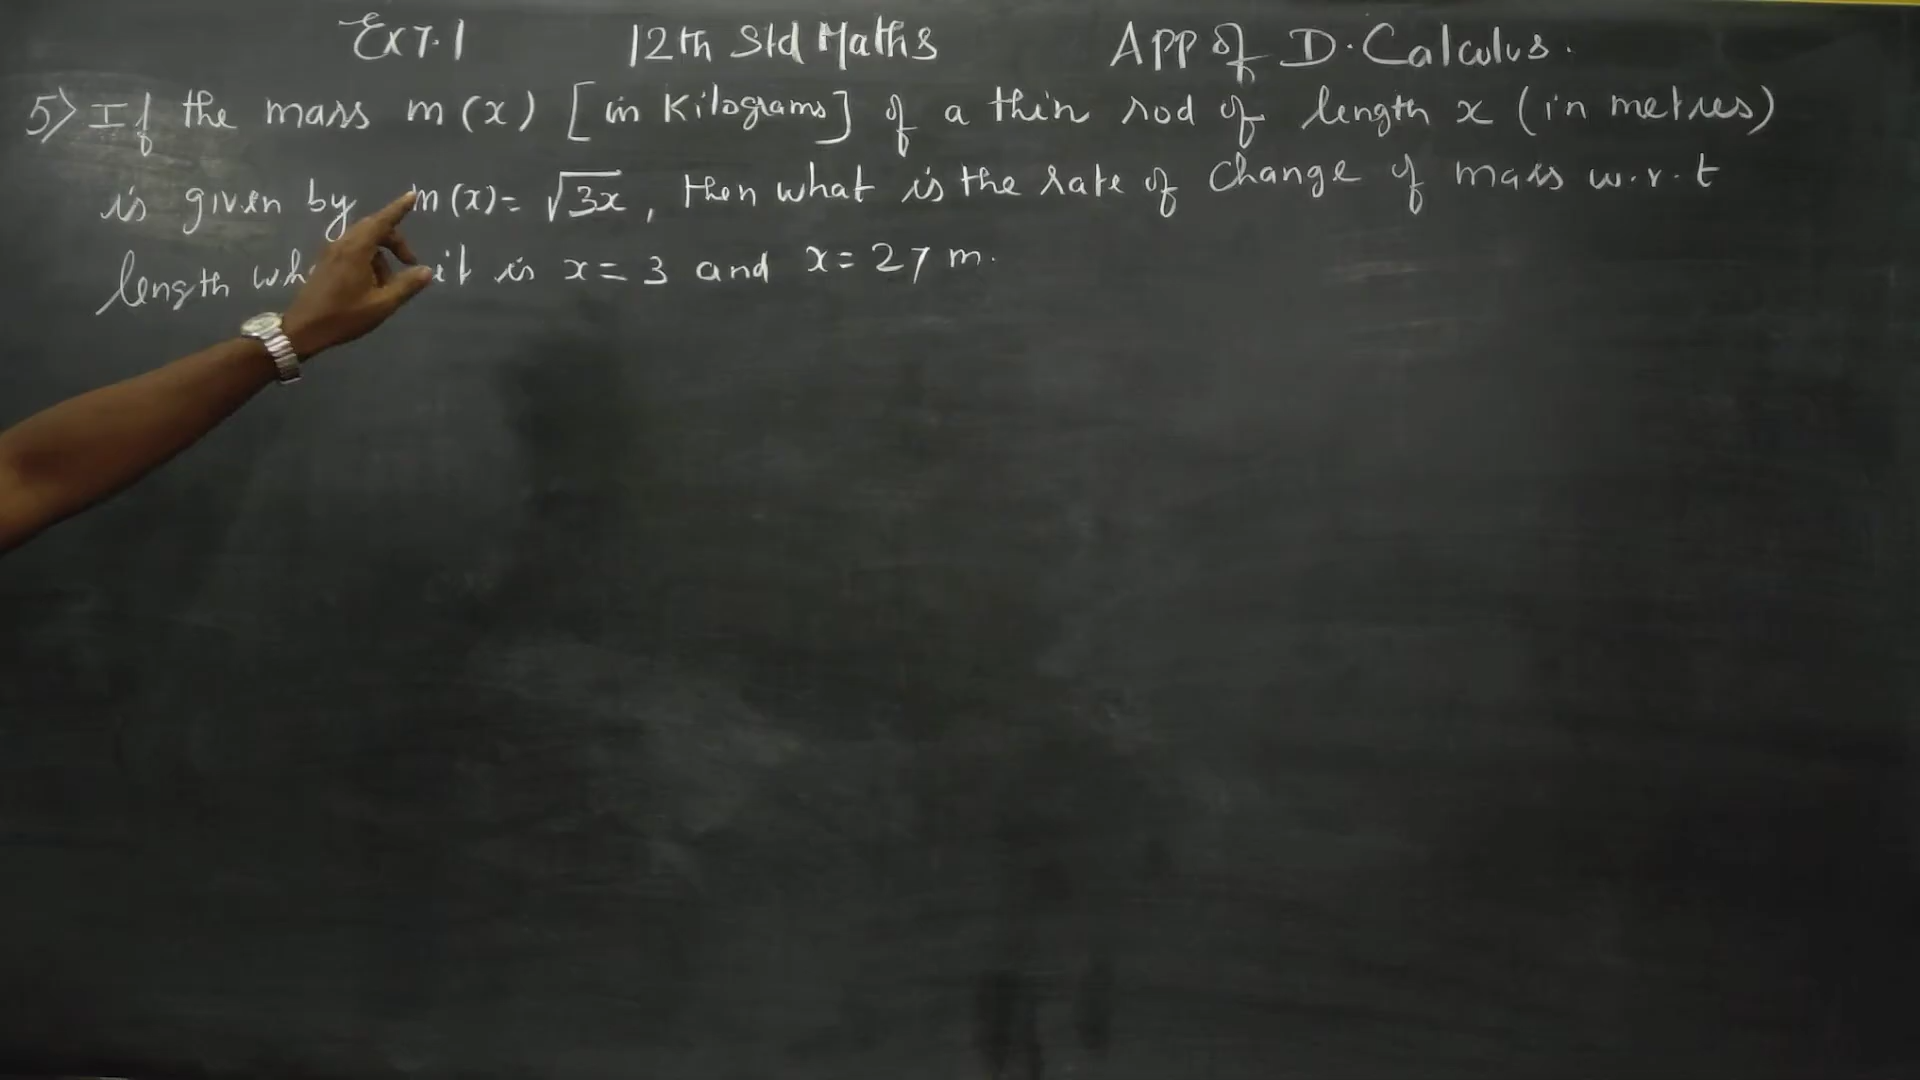 Ex 7.1 12th Std Maths APP of D. Calculus.
5) If the mass m(x) [in Kilograms] of a thin rod of length x (in metres)
is given by m(x) = √3x, then what is the rate of change of mass w.r.t
length it is x = 3 and x = 27 m.